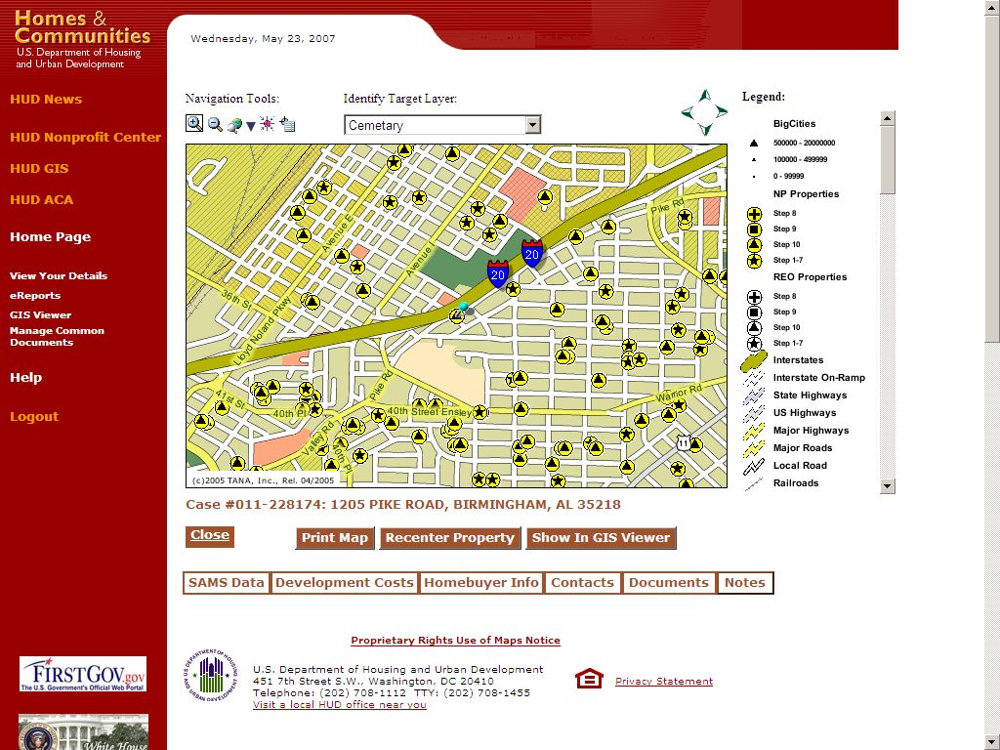 Homes &
Communities
U.S. Department of Housing
and Urban Development
Wednesday, May 23, 2007
HUD News
HUD Nonprofit Center
HUD GIS
HUD ACA
Home Page
View Your Details
eReports
GIS Viewer
Manage Common
Documents
Help
Logout
Navigation Tools:
Identify Target Layer:
Cemetary
Legend:
BigCities
500000 - 20000000
100000 - 499999
0 - 99999
NP Properties
Step 8
Step 9
Step 10
Step 1-7
REO Properties
Step 8
Step 9
Step 10
Step 1-7
Interstates
Interstate On-Ramp
State Highways
US Highways
Major Highways
Major Roads
Local Road
Railroads
Pike Rd
Avenue E
Avenue
20
20
36th St
Lloyd Noland Pkwy
Pike Rd
Warrior Rd
41st St
40th Pl
40th Street Ensley
Valley Rd
40th Pl
11
(c)2005 TANA, Inc., Rel. 04/2005
Case #011-228174: 1205 PIKE ROAD, BIRMINGHAM, AL 35218
Close
Print Map
Recenter Property
Show In GIS Viewer
SAMS Data
Development Costs
Homebuyer Info
Contacts
Documents
Notes
Proprietary Rights Use of Maps Notice
U.S. DEPARTMENT OF HOUSING AND URBAN DEVELOPMENT
U.S. Department of Housing and Urban Development
451 7th Street S.W., Washington, DC 20410
Telephone: (202) 708-1112 TTY: (202) 708-1455
Visit a local HUD office near you
Privacy Statement
FIRSTGOV.gov
The U.S. Government's Official Web Portal
White House